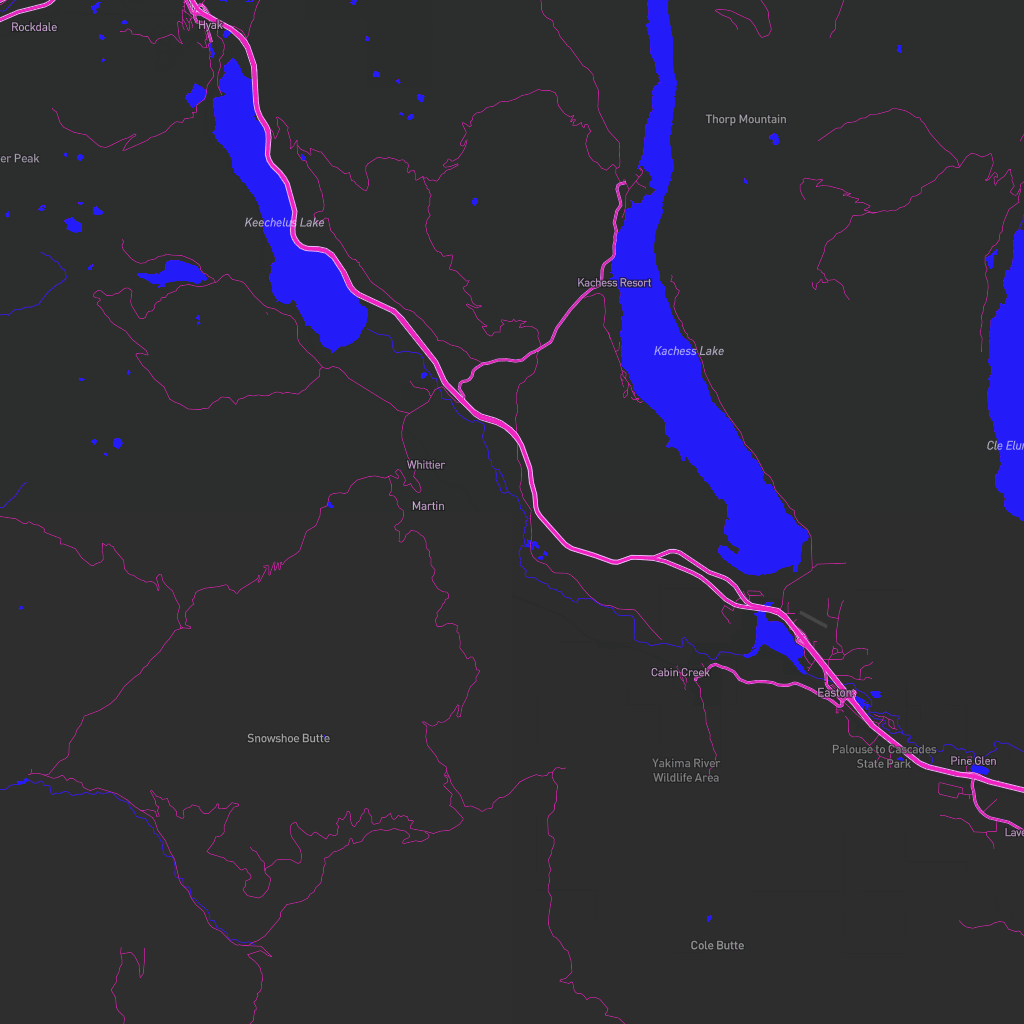 Rockdale
Hyak
Thorp Mountain
er Peak
Keechelus Lake
Kachess Resort
Kachess Lake
Cle Elum
Whittier
Martin
Cabin Creek
Easton
Snowshoe Butte
Palouse to Cascades
State Park
Pine Glen
Yakima River
Wildlife Area
Lave
Cole Butte